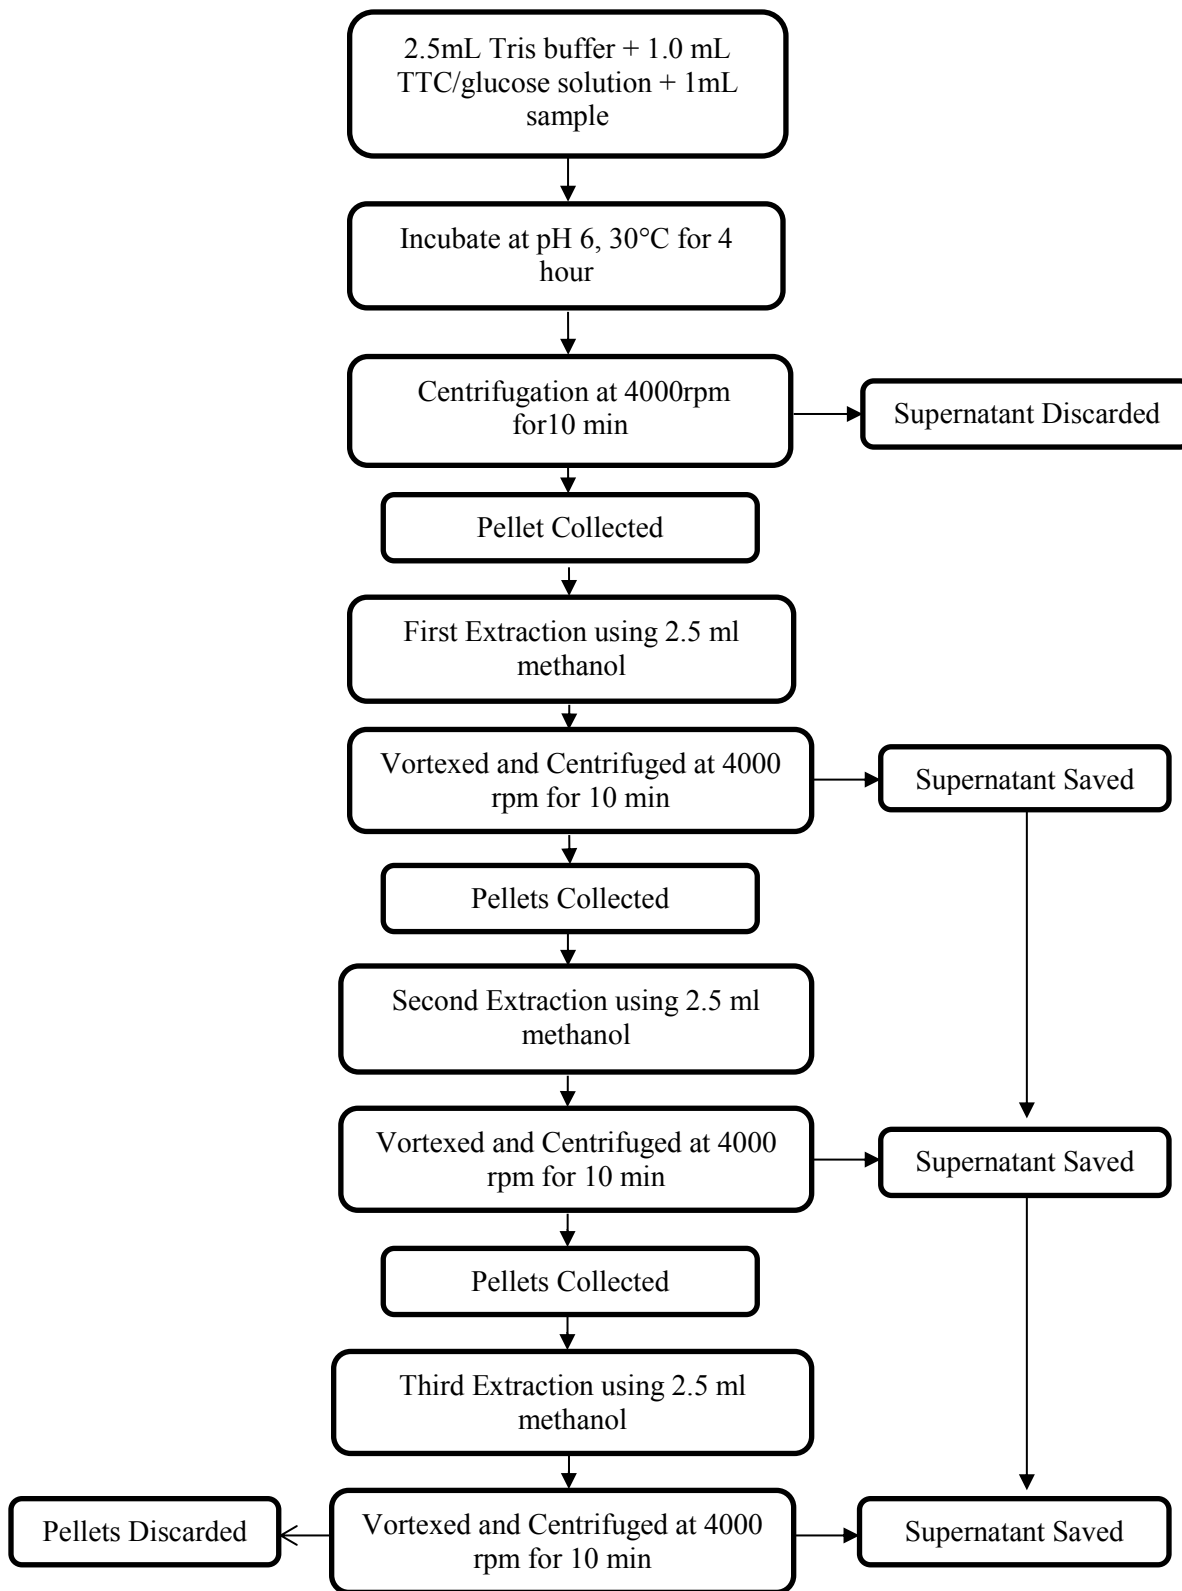 2.5mL Tris buffer + 1.0 mL
TTC/glucose solution + 1mL
sample
Incubate at pH 6, 30°C for 4
hour
Centrifugation at 4000rpm
for10 min
Supernatant Discarded
Pellet Collected
First Extraction using 2.5 ml
methanol
Vortexed and Centrifuged at 4000
rpm for 10 min
Supernatant Saved
Pellets Collected
Second Extraction using 2.5 ml
methanol
Vortexed and Centrifuged at 4000
rpm for 10 min
Supernatant Saved
Pellets Collected
Third Extraction using 2.5 ml
methanol
Pellets Discarded
Vortexed and Centrifuged at 4000
rpm for 10 min
Supernatant Saved